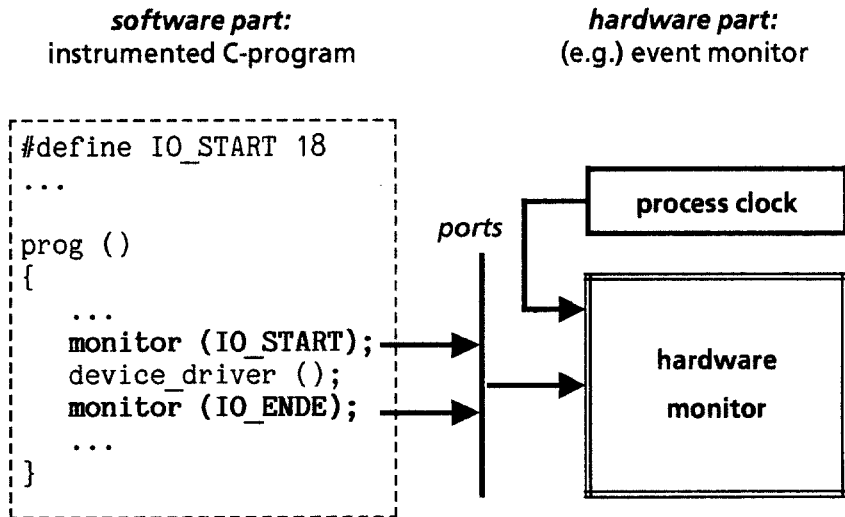 software part:
instrumented C-program
hardware part:
(e.g.) event monitor
#define IO_START 18
...
prog ()
{
...
monitor (IO_START);
device_driver ();
monitor (IO_ENDE);
...
}
ports
process clock
hardware
monitor